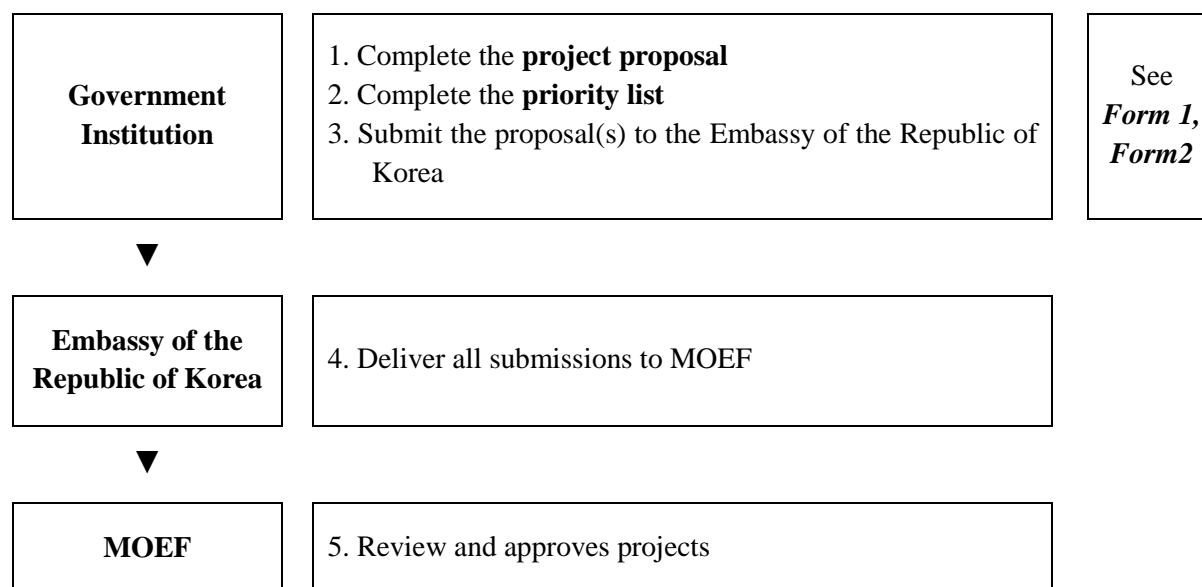 Government
Institution
1. Complete the project proposal
2. Complete the priority list
3. Submit the proposal(s) to the Embassy of the Republic of
Korea
See
Form 1,
Form2
▼
Embassy of the
Republic of Korea
4. Deliver all submissions to MOEF
▼
MOEF
5. Review and approves projects